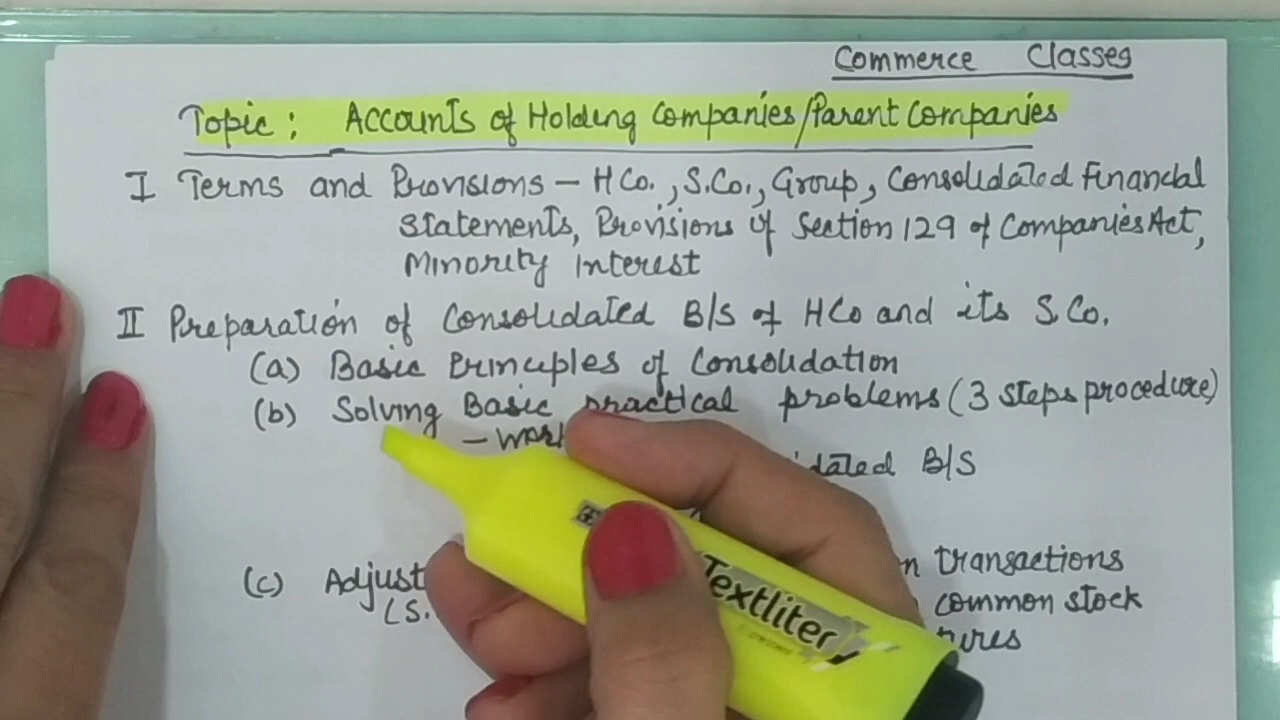 Commerce Classes
Topic: Accounts of Holding Companies/Parent Companies
I Terms and Provisions – H Co., S.Co., Group, Consolidated Financial
Statements, Provisions of Section 129 of Companies Act,
Minority Interest
II Preparation of Consolidated B/S of H Co and its S.Co.
(a) Basic Principles of Consolidation
(b) Solving Basic practical problems (3 steps procedure)
B/S
(c)
transactions
common stock
Textliter